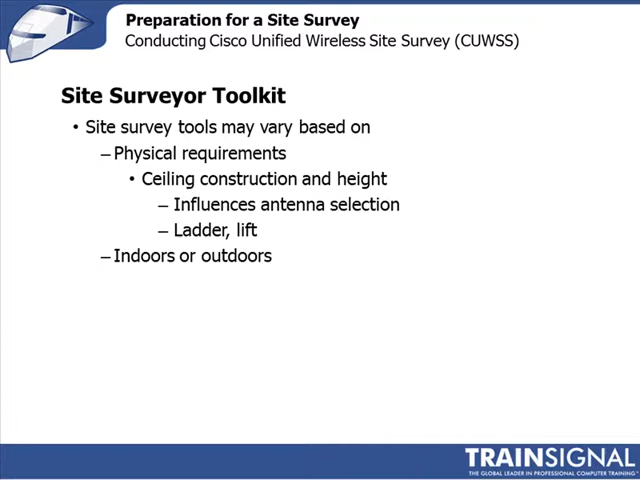 Preparation for a Site Survey
Conducting Cisco Unified Wireless Site Survey (CUWSS)
Site Surveyor Toolkit
• Site survey tools may vary based on
– Physical requirements
• Ceiling construction and height
– Influences antenna selection
– Ladder, lift
– Indoors or outdoors
TRAINSIGNAL
THE GLOBAL LEADER IN PROFESSIONAL COMPUTER TRAINING™